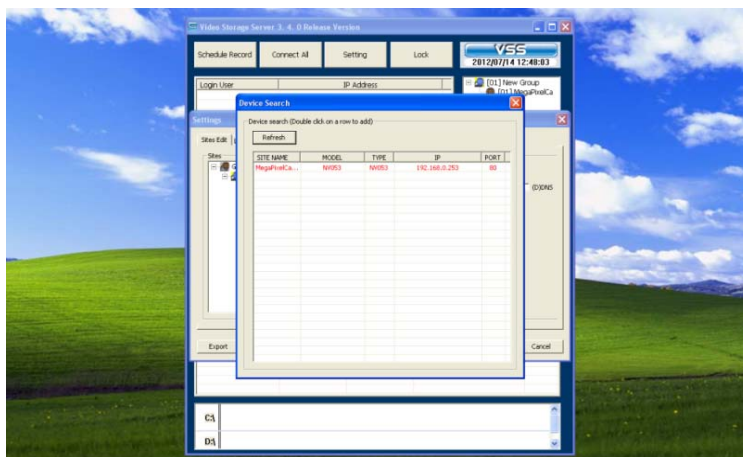 Video Storage Server 3. 4. 0 Release Version
Schedule Record
Connect All
Setting
Lock
VSS
2012/07/14 12:48:03
Login User
IP Address
[01] New Group
[01] MegaPixelCa
Device Search
Settings
Device search (Double click on a row to add)
Refresh
Sites Edit
Sites
SITE NAME MODEL TYPE IP PORT
MegaPixelCa... NV053 NV053 192.168.0.253 80
(D)DNS
Export
Cancel
C:\
D:\